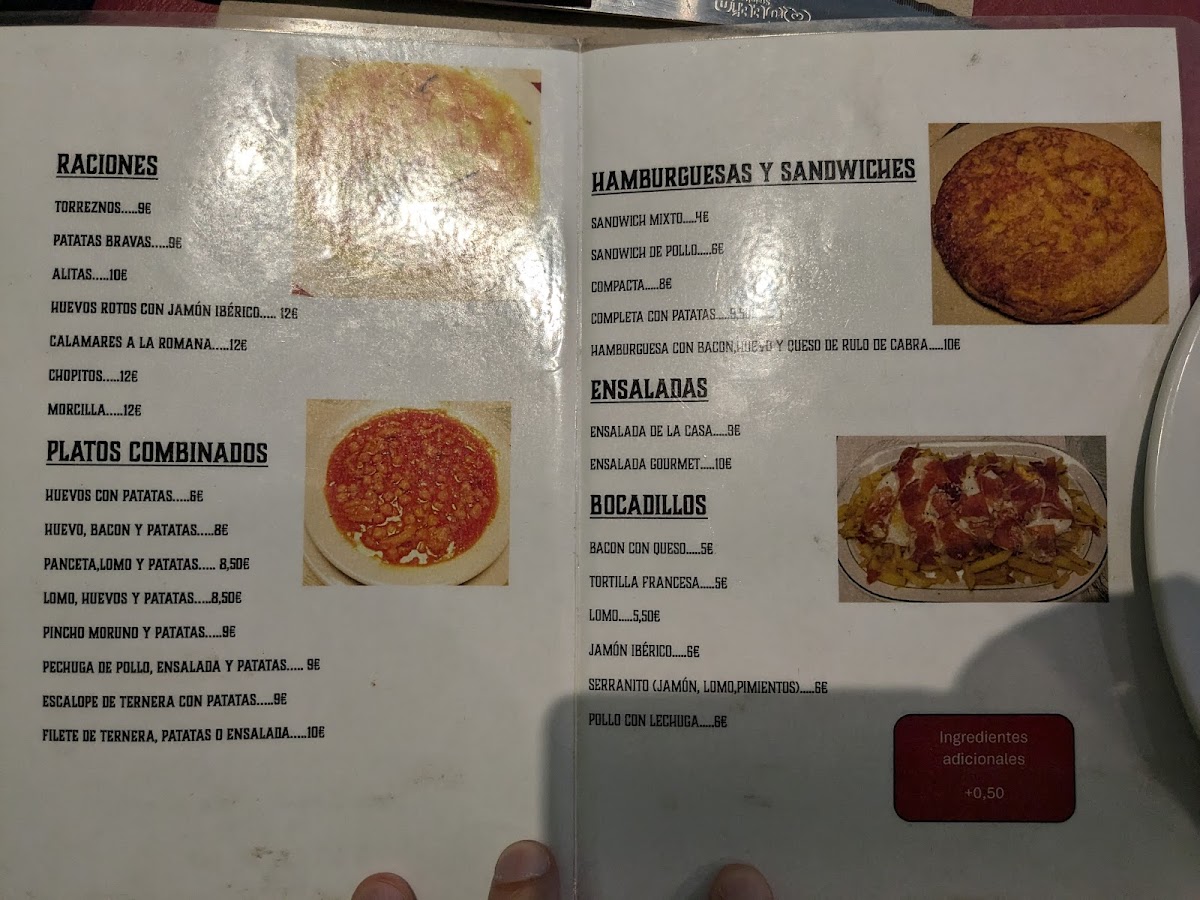 RACIONES
TORREZNOS.....9€
PATATAS BRAVAS.....9€
ALITAS.....10€
HUEVOS ROTOS CON JAMÓN IBÉRICO..... 12€
CALAMARES A LA ROMANA.....12€
CHOPITOS.....12€
MORCILLA.....12€
PLATOS COMBINADOS
HUEVOS CON PATATAS.....6€
HUEVO, BACON Y PATATAS.....8€
PANCETA,LOMO Y PATATAS..... 8,50€
LOMO, HUEVOS Y PATATAS.....8,50€
PINCHO MORUNO Y PATATAS.....9€
PECHUGA DE POLLO, ENSALADA Y PATATAS..... 9€
ESCALOPE DE TERNERA CON PATATAS.....9€
FILETE DE TERNERA, PATATAS O ENSALADA.....10€
HAMBURGUESAS Y SANDWICHES
SANDWICH MIXTO.....4€
SANDWICH DE POLLO.....6€
COMPACTA.....8€
COMPLETA CON PATATAS.....
HAMBURGUESA CON BACON,HUEVO Y QUESO DE RULO DE CABRA.....10€
ENSALADAS
ENSALADA DE LA CASA.....9€
ENSALADA GOURMET.....10€
BOCADILLOS
BACON CON QUESO.....5€
TORTILLA FRANCESA.....5€
LOMO.....5,50€
JAMÓN IBÉRICO.....6€
SERRANITO (JAMÓN, LOMO,PIMIENTOS).....6€
POLLO CON LECHUGA.....6€
Ingredientes
adicionales
+0,50